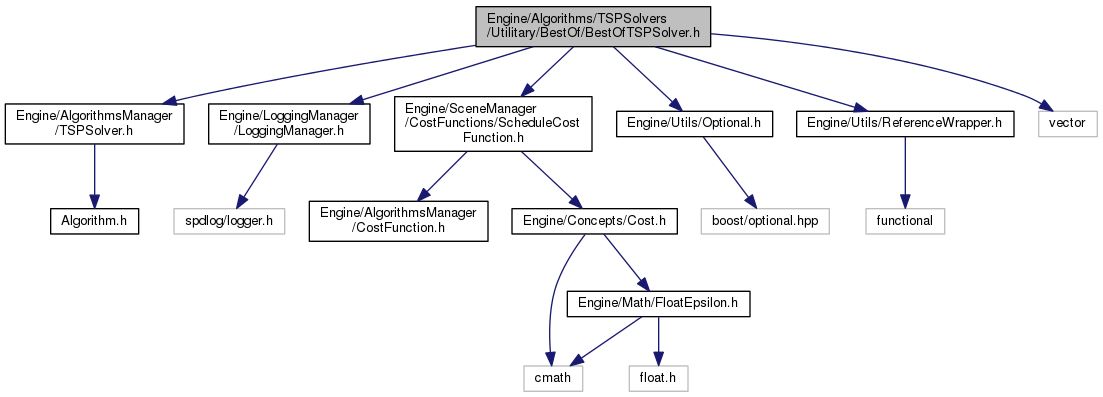 Engine/Algorithms/TSPSolvers
/Utilitary/BestOf/BestOfTSPSolver.h
Engine/AlgorithmsManager
/TSPSolver.h
Engine/LoggingManager
/LoggingManager.h
Engine/SceneManager
/CostFunctions/ScheduleCost
Function.h
Engine/Utils/Optional.h
Engine/Utils/ReferenceWrapper.h
vector
Algorithm.h
spdlog/logger.h
Engine/AlgorithmsManager
/CostFunction.h
Engine/Concepts/Cost.h
boost/optional.hpp
functional
Engine/Math/FloatEpsilon.h
cmath
float.h